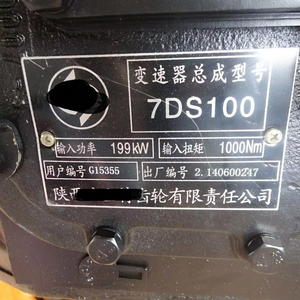 变速器总成型号
7DS100
输入功率 199kW 输入扭矩 1000Nm
用户编号 G15355 出厂编号 2.140600247
陕西 齿轮有限责任公司